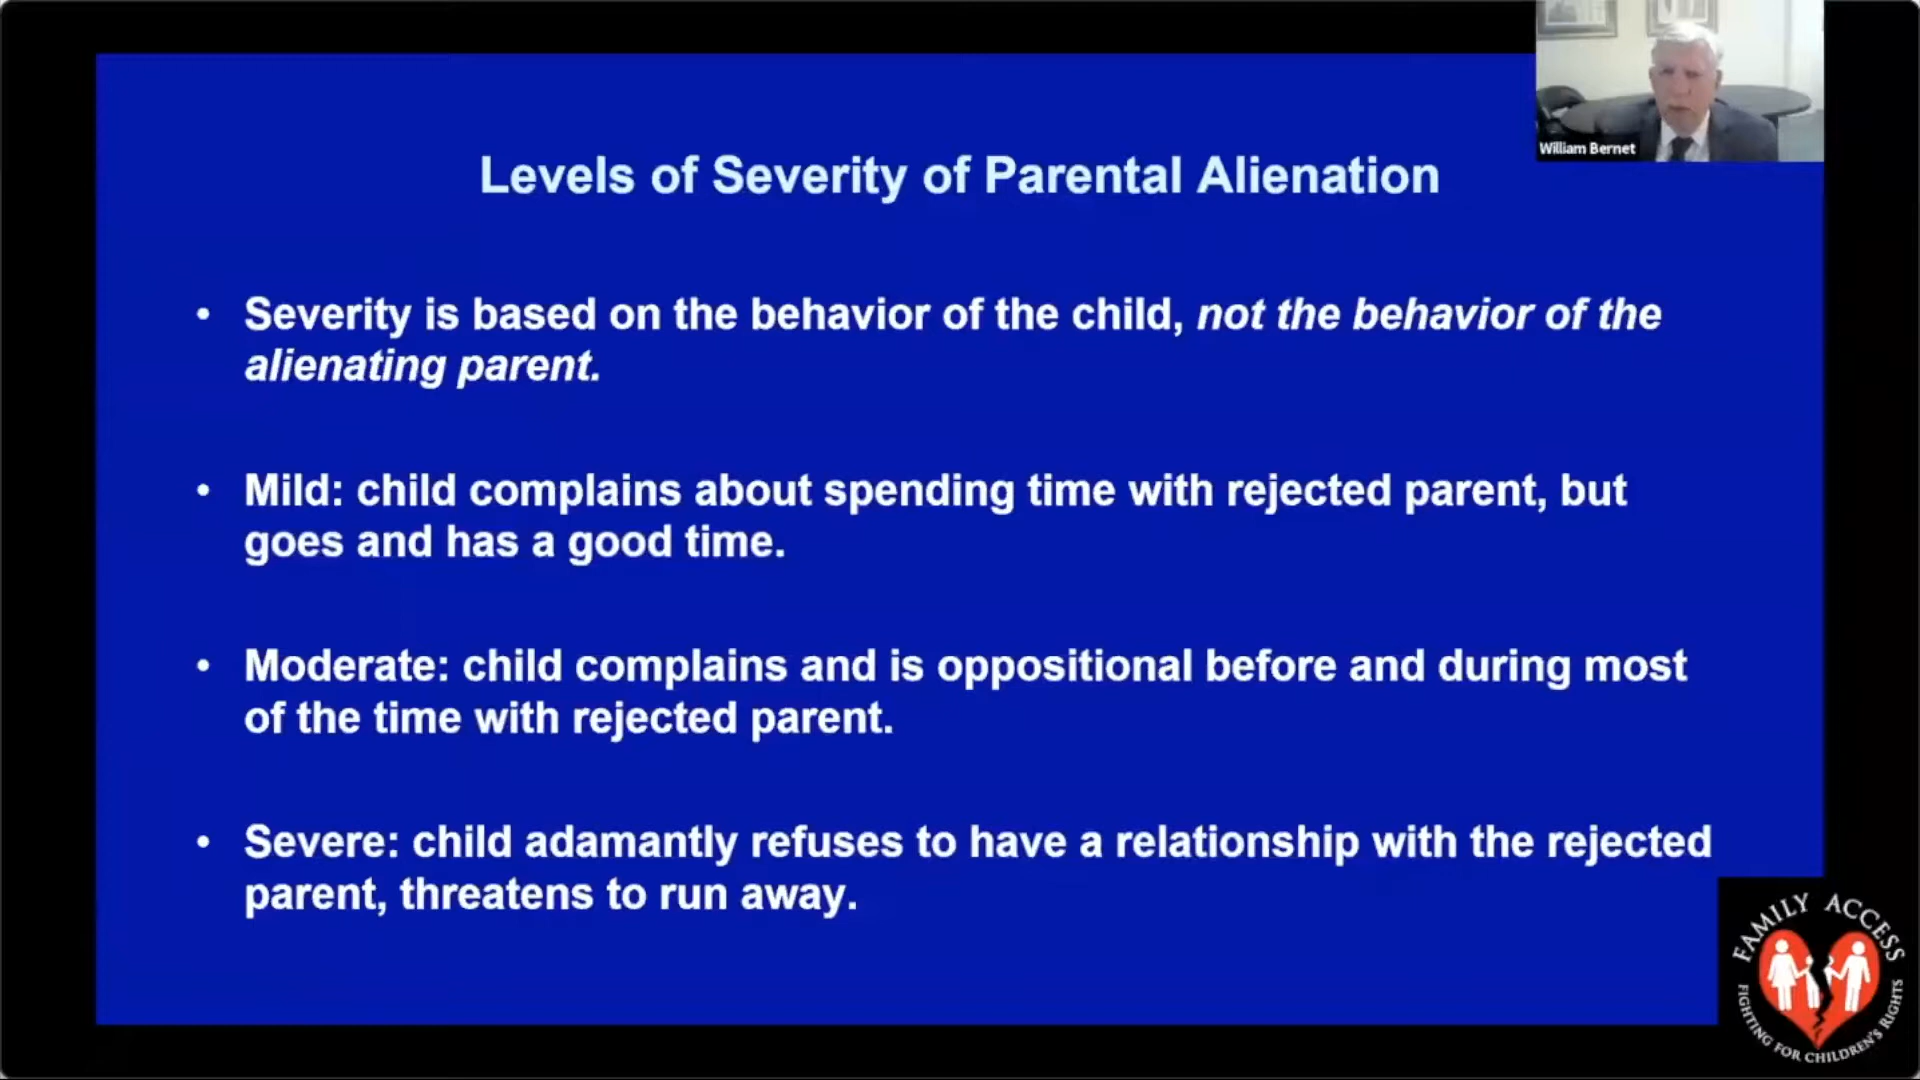 William Bernet
Levels of Severity of Parental Alienation
• Severity is based on the behavior of the child, not the behavior of the
alienating parent.
• Mild: child complains about spending time with rejected parent, but
goes and has a good time.
• Moderate: child complains and is oppositional before and during most
of the time with rejected parent.
• Severe: child adamantly refuses to have a relationship with the rejected
parent, threatens to run away.
FAMILY ACCESS
FIGHTING FOR CHILDREN'S RIGHTS